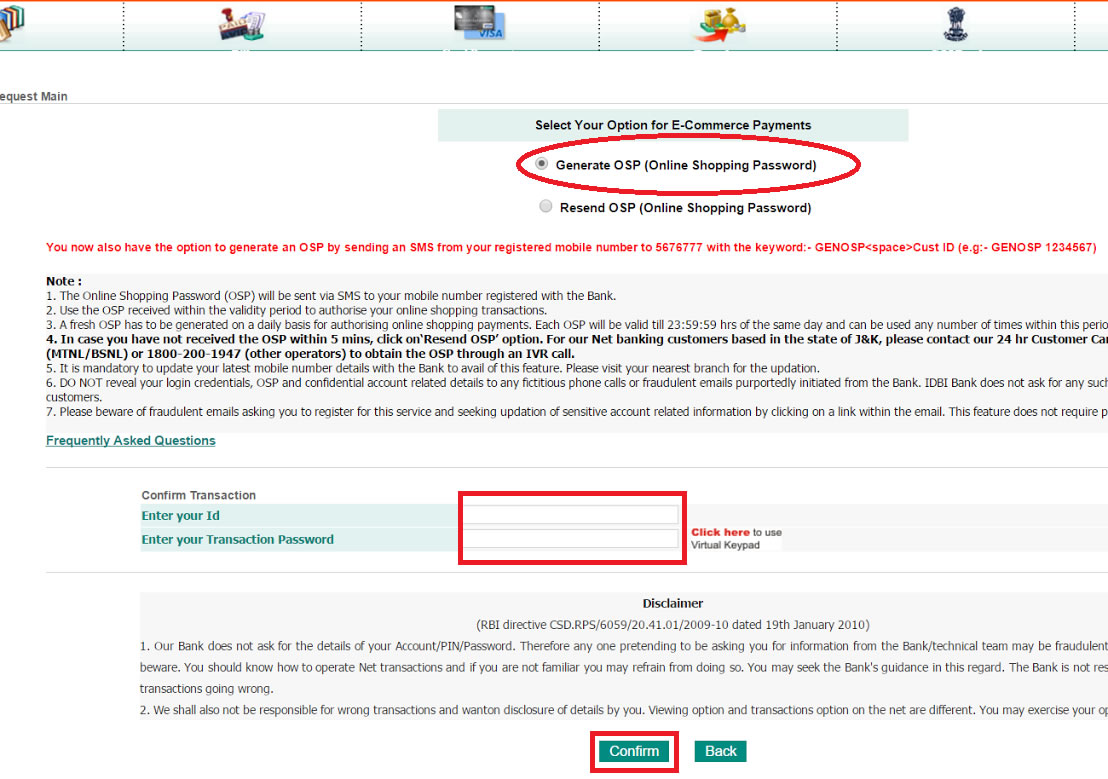 PAID
VISA
equest Main
Select Your Option for E-Commerce Payments
Generate OSP (Online Shopping Password)
Resend OSP (Online Shopping Password)
You now also have the option to generate an OSP by sending an SMS from your registered mobile number to 5676777 with the keyword:- GENOSP<space>Cust ID (e.g:- GENOSP 1234567)
Note :
1. The Online Shopping Password (OSP) will be sent via SMS to your mobile number registered with the Bank.
2. Use the OSP received within the validity period to authorise your online shopping transactions.
3. A fresh OSP has to be generated on a daily basis for authorising online shopping payments. Each OSP will be valid till 23:59:59 hrs of the same day and can be used any number of times within this perio
4. In case you have not received the OSP within 5 mins, click on‘Resend OSP’ option. For our Net banking customers based in the state of J&K, please contact our 24 hr Customer Car
(MTNL/BSNL) or 1800-200-1947 (other operators) to obtain the OSP through an IVR call.
5. It is mandatory to update your latest mobile number details with the Bank to avail of this feature. Please visit your nearest branch for the updation.
6. DO NOT reveal your login credentials, OSP and confidential account related details to any fictitious phone calls or fraudulent emails purportedly initiated from the Bank. IDBI Bank does not ask for any such
customers.
7. Please beware of fraudulent emails asking you to register for this service and seeking updation of sensitive account related information by clicking on a link within the email. This feature does not require p
Frequently Asked Questions
Confirm Transaction
Enter your Id
Enter your Transaction Password
Click here to use
Virtual Keypad
Disclaimer
(RBI directive CSD.RPS/6059/20.41.01/2009-10 dated 19th January 2010)
1. Our Bank does not ask for the details of your Account/PIN/Password. Therefore any one pretending to be asking you for information from the Bank/technical team may be fraudulent
beware. You should know how to operate Net transactions and if you are not familiar you may refrain from doing so. You may seek the Bank's guidance in this regard. The Bank is not res
transactions going wrong.
2. We shall also not be responsible for wrong transactions and wanton disclosure of details by you. Viewing option and transactions option on the net are different. You may exercise your op
Confirm
Back